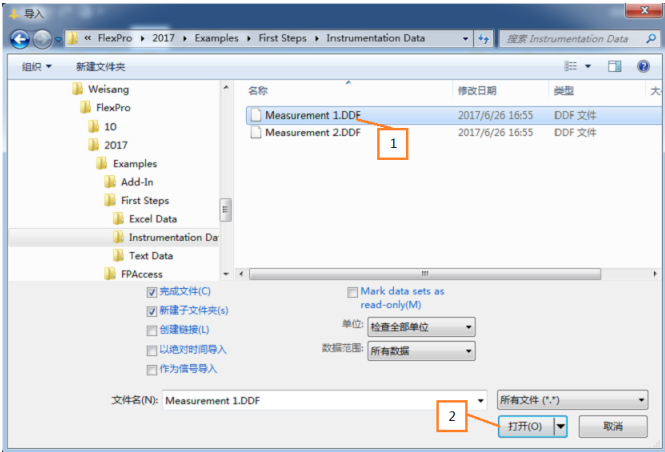 导入
« FlexPro 2017 Examples First Steps Instrumentation Data
搜索 Instrumentation Data
组织 新建文件夹
名称 修改日期 类型 大
Weisang
FlexPro
10
2017
Examples
Add-In
First Steps
Excel Data
Instrumentation Da
Text Data
FPAccess
Measurement 1.DDF 2017/6/26 16:55 DDF 文件
Measurement 2.DDF 2017/6/26 16:55 DDF 文件
1
完成文件(C)
新建子文件夹(s)
创建链接(L)
以绝对时间导入
作为信号导入
Mark data sets as
read-only(M)
单位: 检查全部单位
数据范围: 所有数据
文件名(N): Measurement 1.DDF 所有文件 (*.*)
2
打开(O) 取消